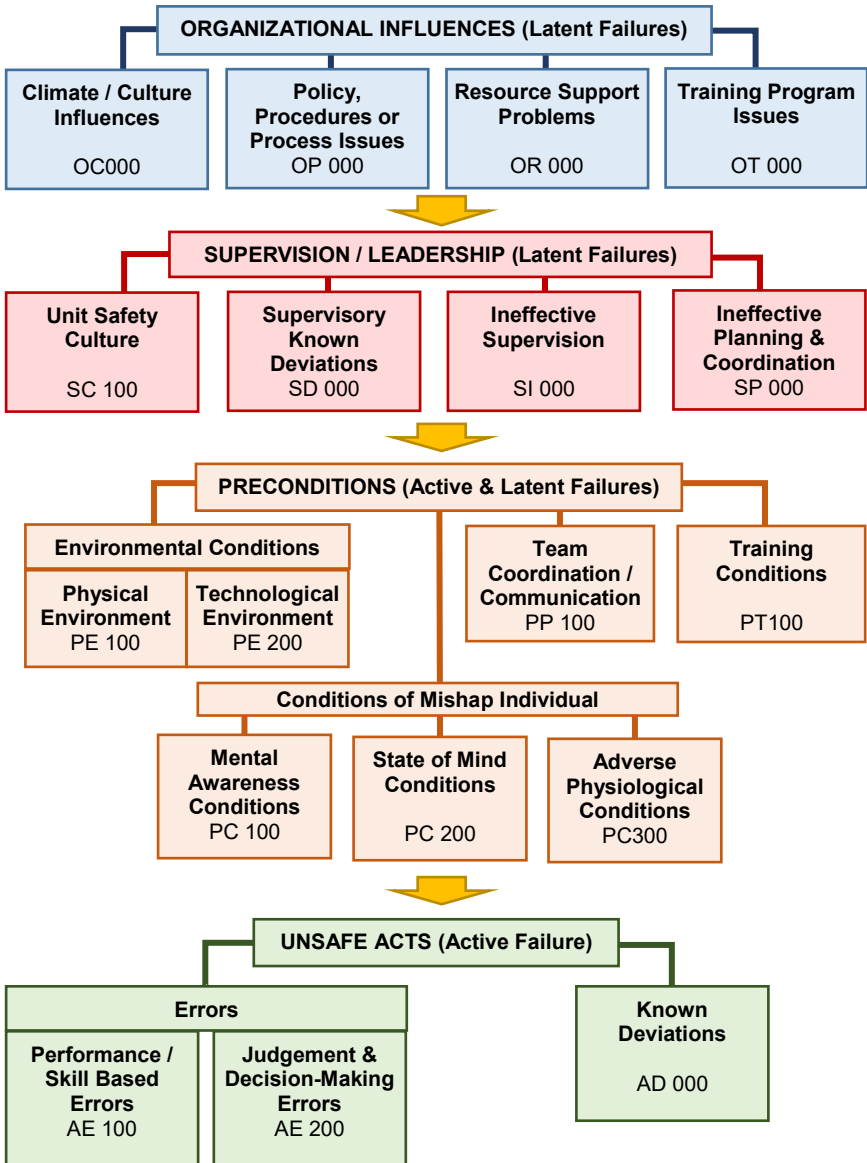 ORGANIZATIONAL INFLUENCES (Latent Failures)
Climate / Culture
Influences
OC000
Policy,
Procedures or
Process Issues
OP 000
Resource Support
Problems
OR 000
Training Program
Issues
OT 000
SUPERVISION / LEADERSHIP (Latent Failures)
Unit Safety
Culture
SC 100
Supervisory
Known
Deviations
SD 000
Ineffective
Supervision
SI 000
Ineffective
Planning &
Coordination
SP 000
PRECONDITIONS (Active & Latent Failures)
Environmental Conditions
Physical
Environment
PE 100
Technological
Environment
PE 200
Team
Coordination /
Communication
PP 100
Training
Conditions
PT100
Conditions of Mishap Individual
Mental
Awareness
Conditions
PC 100
State of Mind
Conditions
PC 200
Adverse
Physiological
Conditions
PC300
UNSAFE ACTS (Active Failure)
Errors
Performance /
Skill Based
Errors
AE 100
Judgement &
Decision-Making
Errors
AE 200
Known
Deviations
AD 000